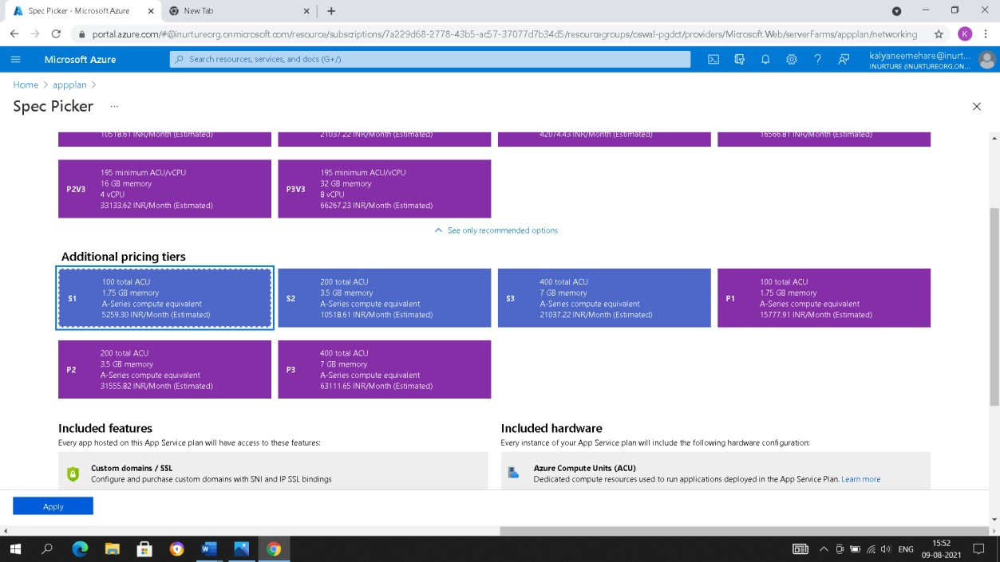 Spec Picker - Microsoft Azure
New Tab
portal.azure.com/#@inurtureorg.onmicrosoft.com/resource/subscriptions/7a229d68-2778-43b5-ac57-37077d7b34d5/resourcegroups/oswal-pgdct/providers/Microsoft.Web/serverFarms/appplan/networking
K
Microsoft Azure
Search resources, services, and docs (G+/)
kalyaneemehare@inurt...
INURTURE (INURTUREORG.ON...
Home > appplan >
Spec Picker ...
10518.61 INR/Month (Estimated)
21037.22 INR/Month (Estimated)
42074.43 INR/Month (Estimated)
16566.81 INR/Month (Estimated)
P2V3
195 minimum ACU/vCPU
16 GB memory
4 vCPU
33133.62 INR/Month (Estimated)
P3V3
195 minimum ACU/vCPU
32 GB memory
8 vCPU
66267.23 INR/Month (Estimated)
See only recommended options
Additional pricing tiers
S1
100 total ACU
1.75 GB memory
A-Series compute equivalent
5259.30 INR/Month (Estimated)
S2
200 total ACU
3.5 GB memory
A-Series compute equivalent
10518.61 INR/Month (Estimated)
S3
400 total ACU
7 GB memory
A-Series compute equivalent
21037.22 INR/Month (Estimated)
P1
100 total ACU
1.75 GB memory
A-Series compute equivalent
15777.91 INR/Month (Estimated)
P2
200 total ACU
3.5 GB memory
A-Series compute equivalent
31555.82 INR/Month (Estimated)
P3
400 total ACU
7 GB memory
A-Series compute equivalent
63111.65 INR/Month (Estimated)
Included features
Every app hosted on this App Service plan will have access to these features:
Custom domains / SSL
Configure and purchase custom domains with SNI and IP SSL bindings
Included hardware
Every instance of your App Service plan will include the following hardware configuration:
Azure Compute Units (ACU)
Dedicated compute resources used to run applications deployed in the App Service Plan. Learn more
Apply
ENG
15:52
09-08-2021